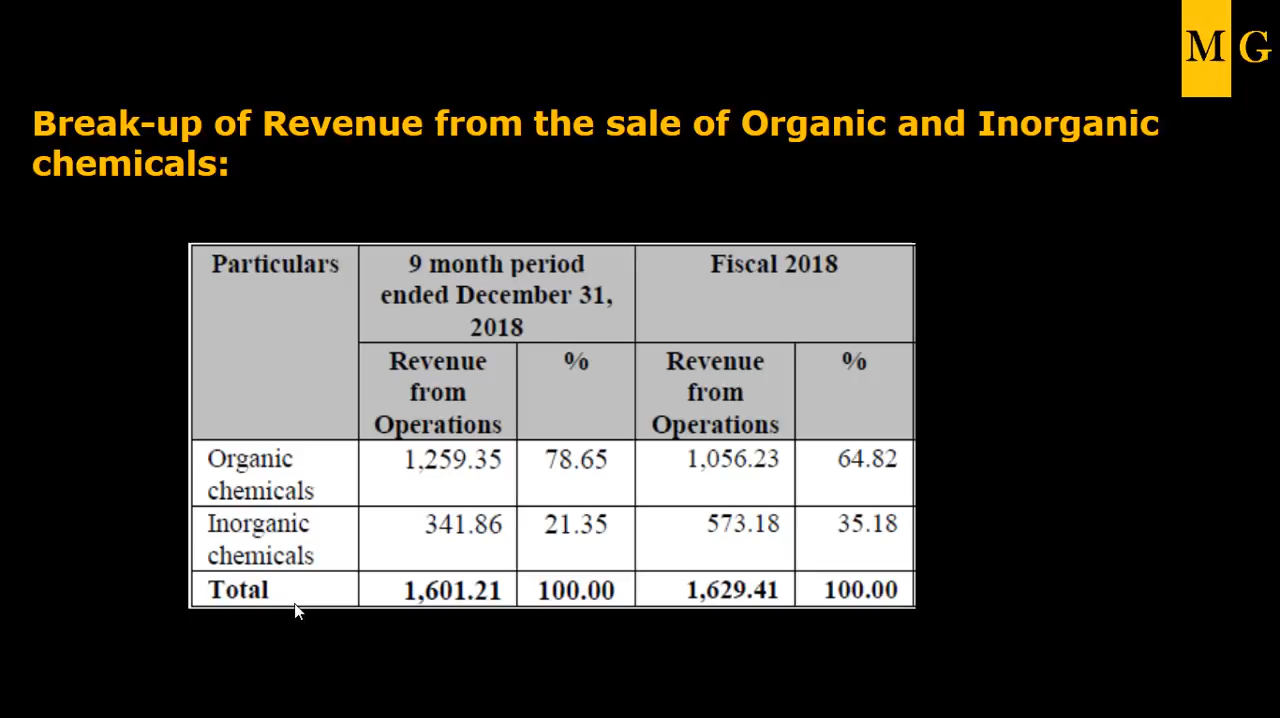 M G
Break-up of Revenue from the sale of Organic and Inorganic
chemicals:
Particulars 9 month period Fiscal 2018
ended December 31,
2018
Revenue % Revenue %
from from
Operations Operations
Organic 1,259.35 78.65 1,056.23 64.82
chemicals
Inorganic 341.86 21.35 573.18 35.18
chemicals
Total 1,601.21 100.00 1,629.41 100.00